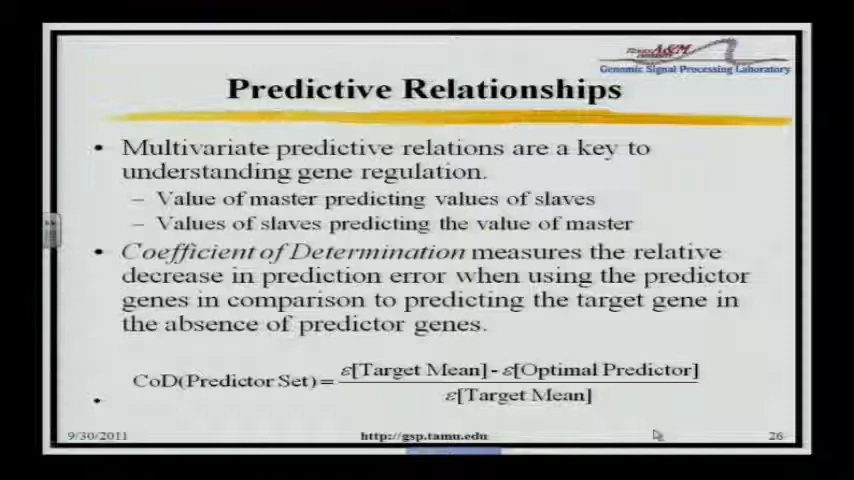 TEXAS A&M
UNIVERSITY
Genomic Signal Processing Laboratory
Predictive Relationships
• Multivariate predictive relations are a key to
understanding gene regulation.
– Value of master predicting values of slaves
– Values of slaves predicting the value of master
• Coefficient of Determination measures the relative
decrease in prediction error when using the predictor
genes in comparison to predicting the target gene in
the absence of predictor genes.
CoD(Predictor Set) = ε[Target Mean] - ε[Optimal Predictor]
ε[Target Mean]
•
9/30/2011 http://gsp.tamu.edu 26